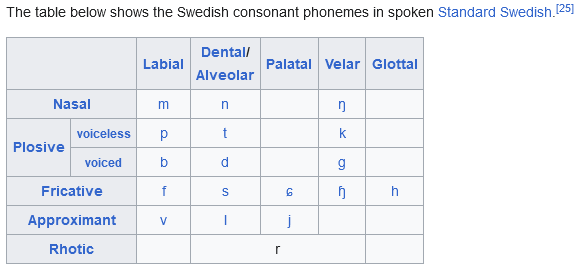 The table below shows the Swedish consonant phonemes in spoken Standard Swedish.[25]
Labial Dental/ Alveolar Palatal Velar Glottal
Nasal m n ŋ
Plosive voiceless p t k
voiced b d ɡ
Fricative f s ɕ ɧ h
Approximant v l j
Rhotic r